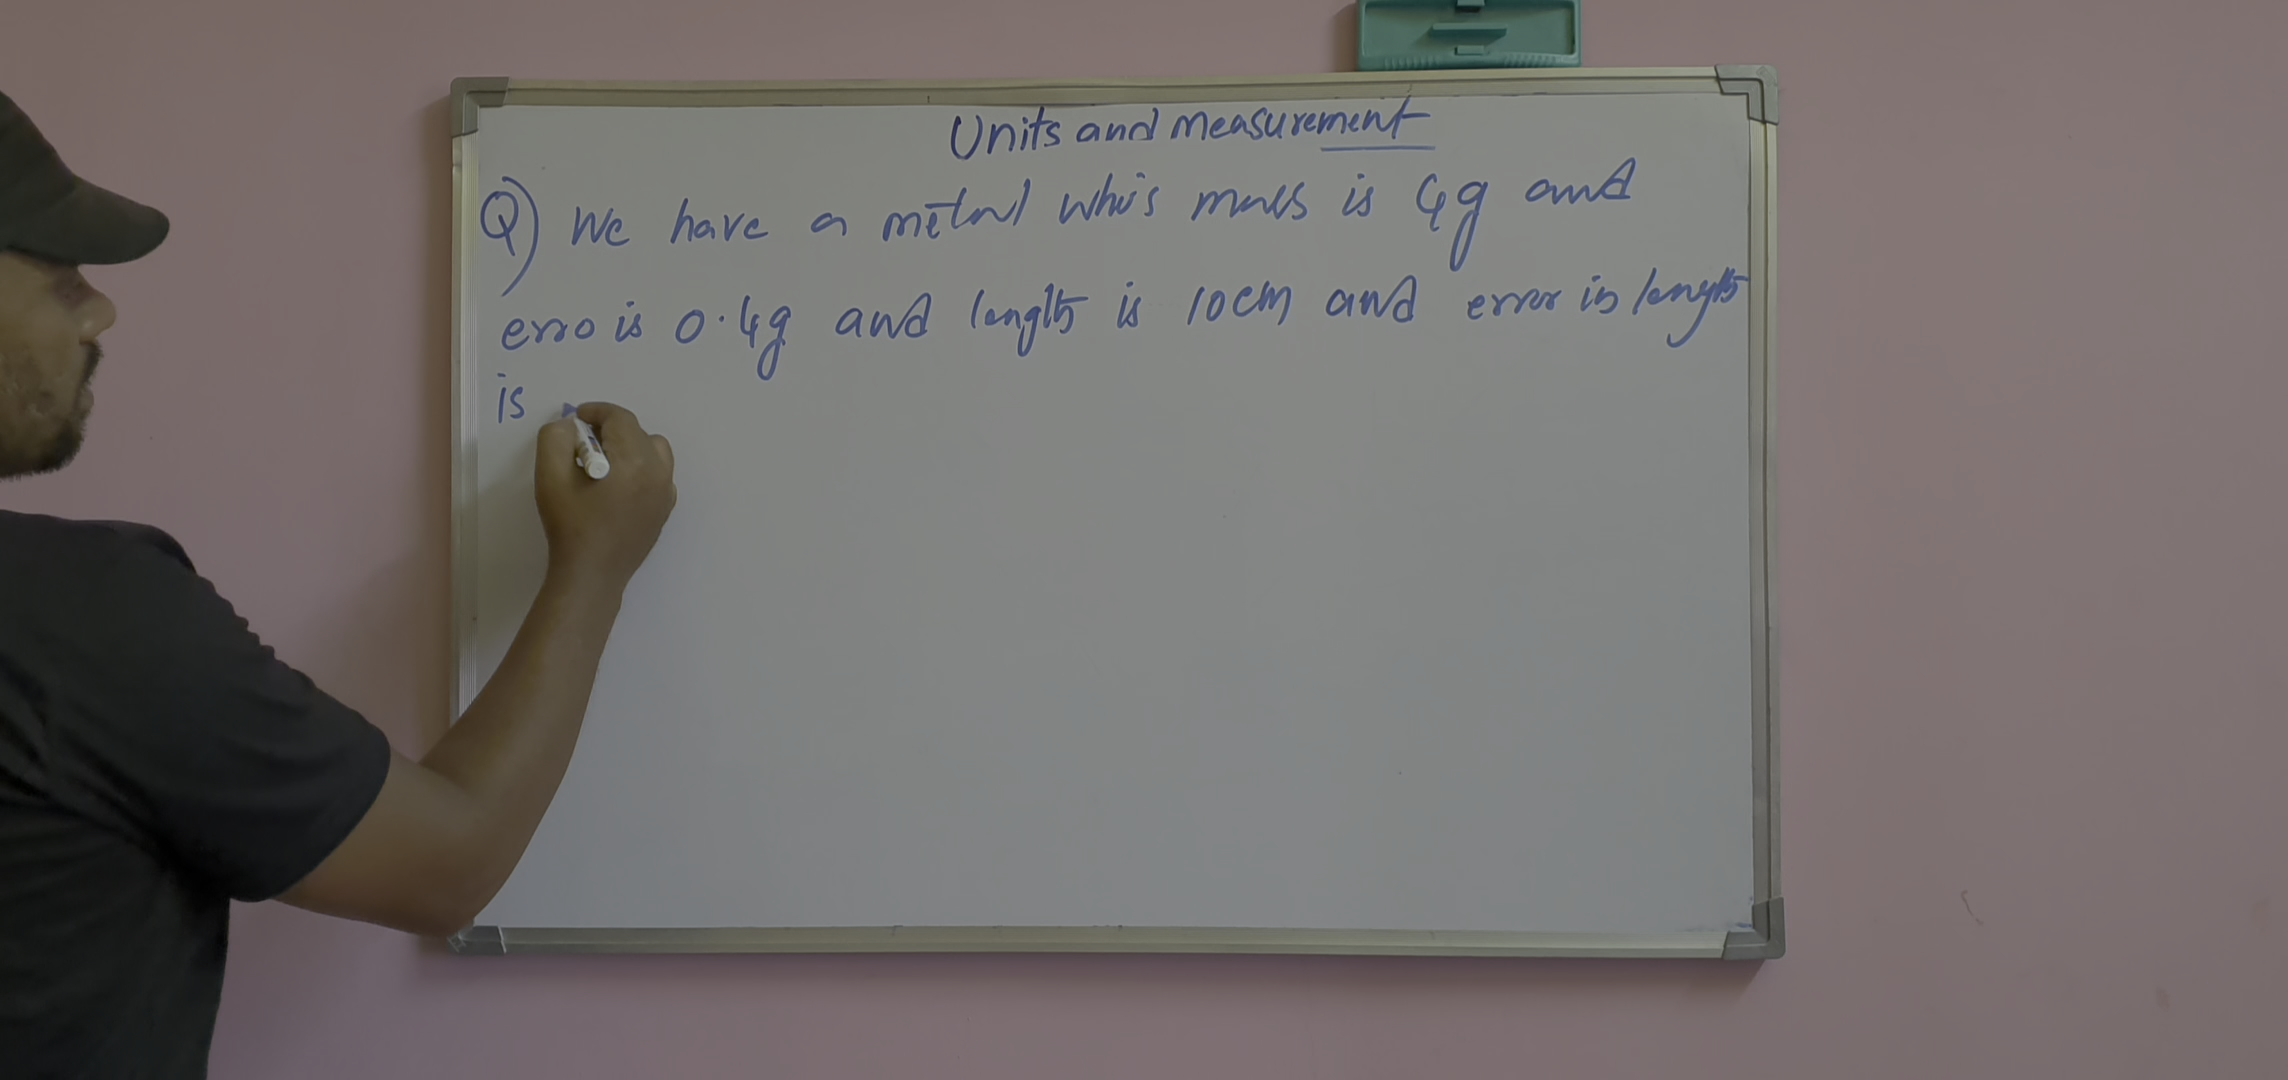 Units and measurement
Q) We have a metal whis mass is 4g and
erro is 0.4g and length is 10cm and error in length
is